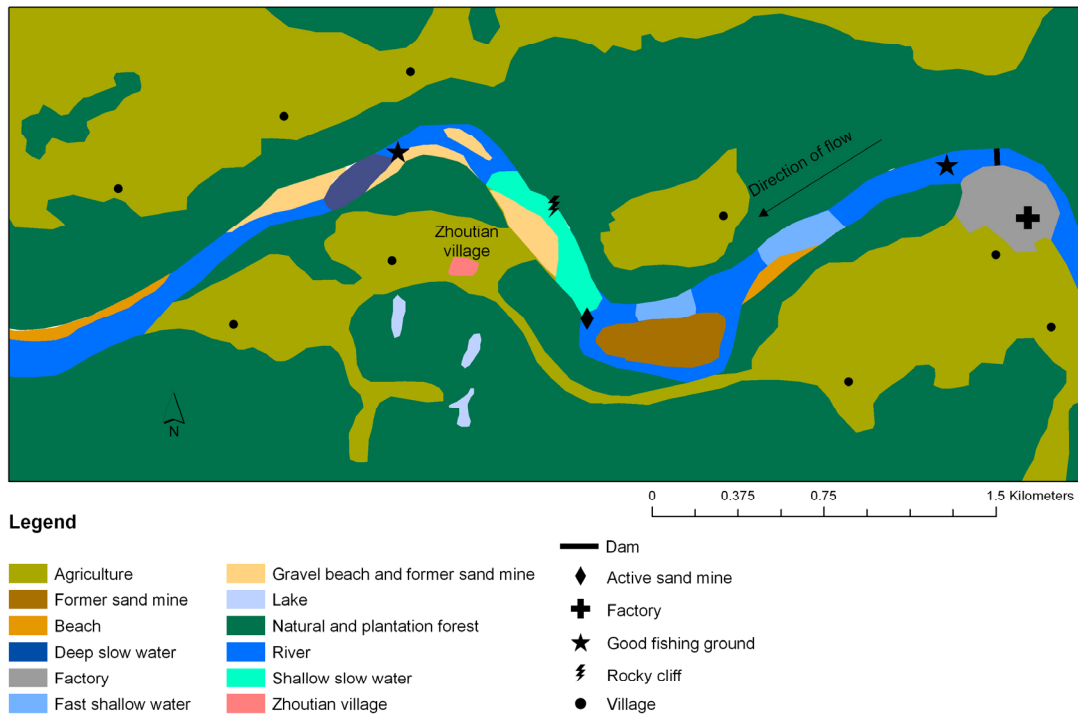 Direction of flow
Zhoutian
village
N
0 0.375 0.75 1.5 Kilometers
Legend
Agriculture
Former sand mine
Beach
Deep slow water
Factory
Fast shallow water
Gravel beach and former sand mine
Lake
Natural and plantation forest
River
Shallow slow water
Zhoutian village
Dam
Active sand mine
Factory
Good fishing ground
Rocky cliff
Village